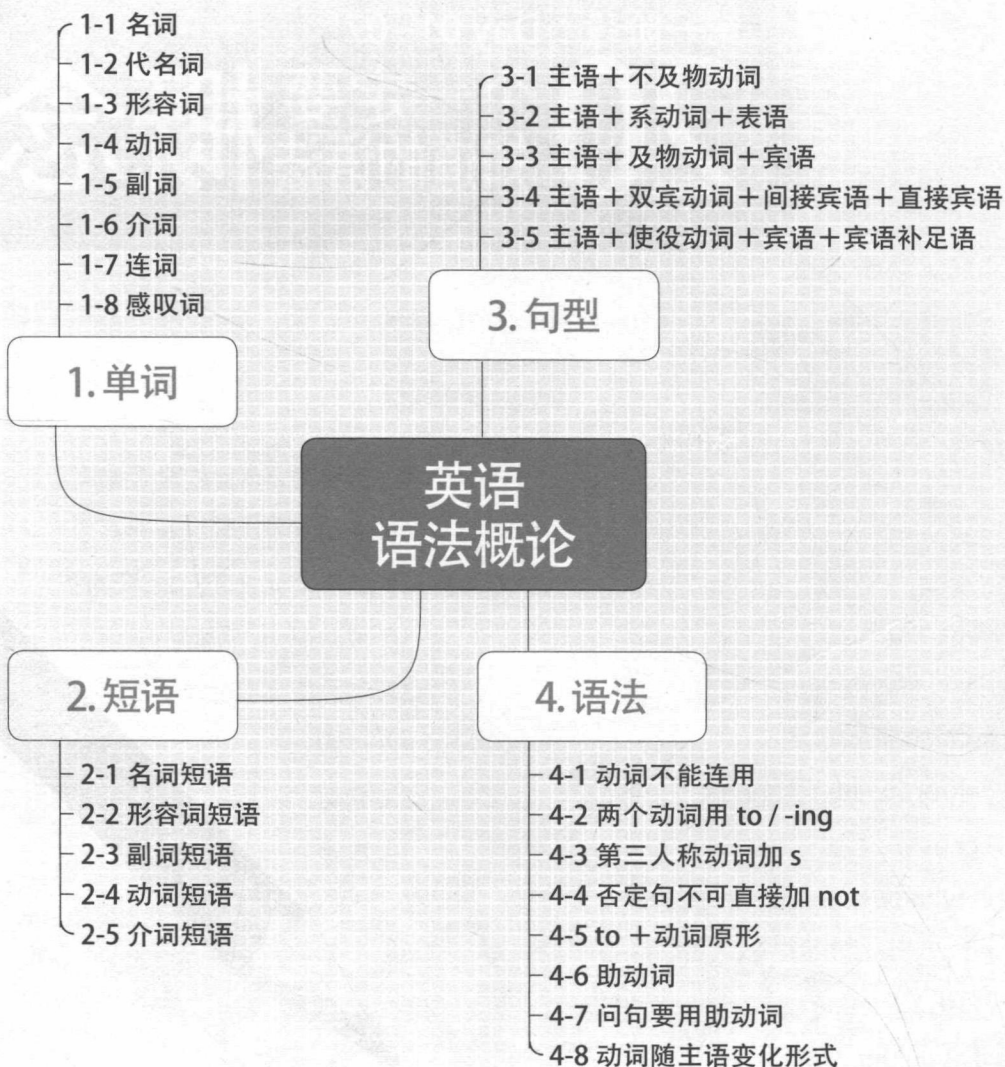 1-1 名词
1-2 代名词
1-3 形容词
1-4 动词
1-5 副词
1-6 介词
1-7 连词
1-8 感叹词
1. 单词
3-1 主语＋不及物动词
3-2 主语＋系动词＋表语
3-3 主语＋及物动词＋宾语
3-4 主语＋双宾动词＋间接宾语＋直接宾语
3-5 主语＋使役动词＋宾语＋宾语补足语
3. 句型
英语
语法概论
2. 短语
2-1 名词短语
2-2 形容词短语
2-3 副词短语
2-4 动词短语
2-5 介词短语
4. 语法
4-1 动词不能连用
4-2 两个动词用 to / -ing
4-3 第三人称动词加 s
4-4 否定句不可直接加 not
4-5 to ＋动词原形
4-6 助动词
4-7 问句要用助动词
4-8 动词随主语变化形式